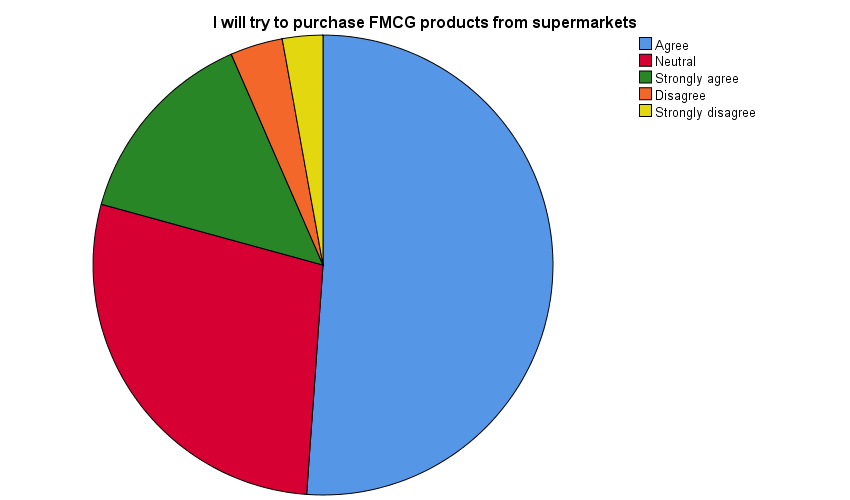 I will try to purchase FMCG products from supermarkets
Agree
Neutral
Strongly agree
Disagree
Strongly disagree